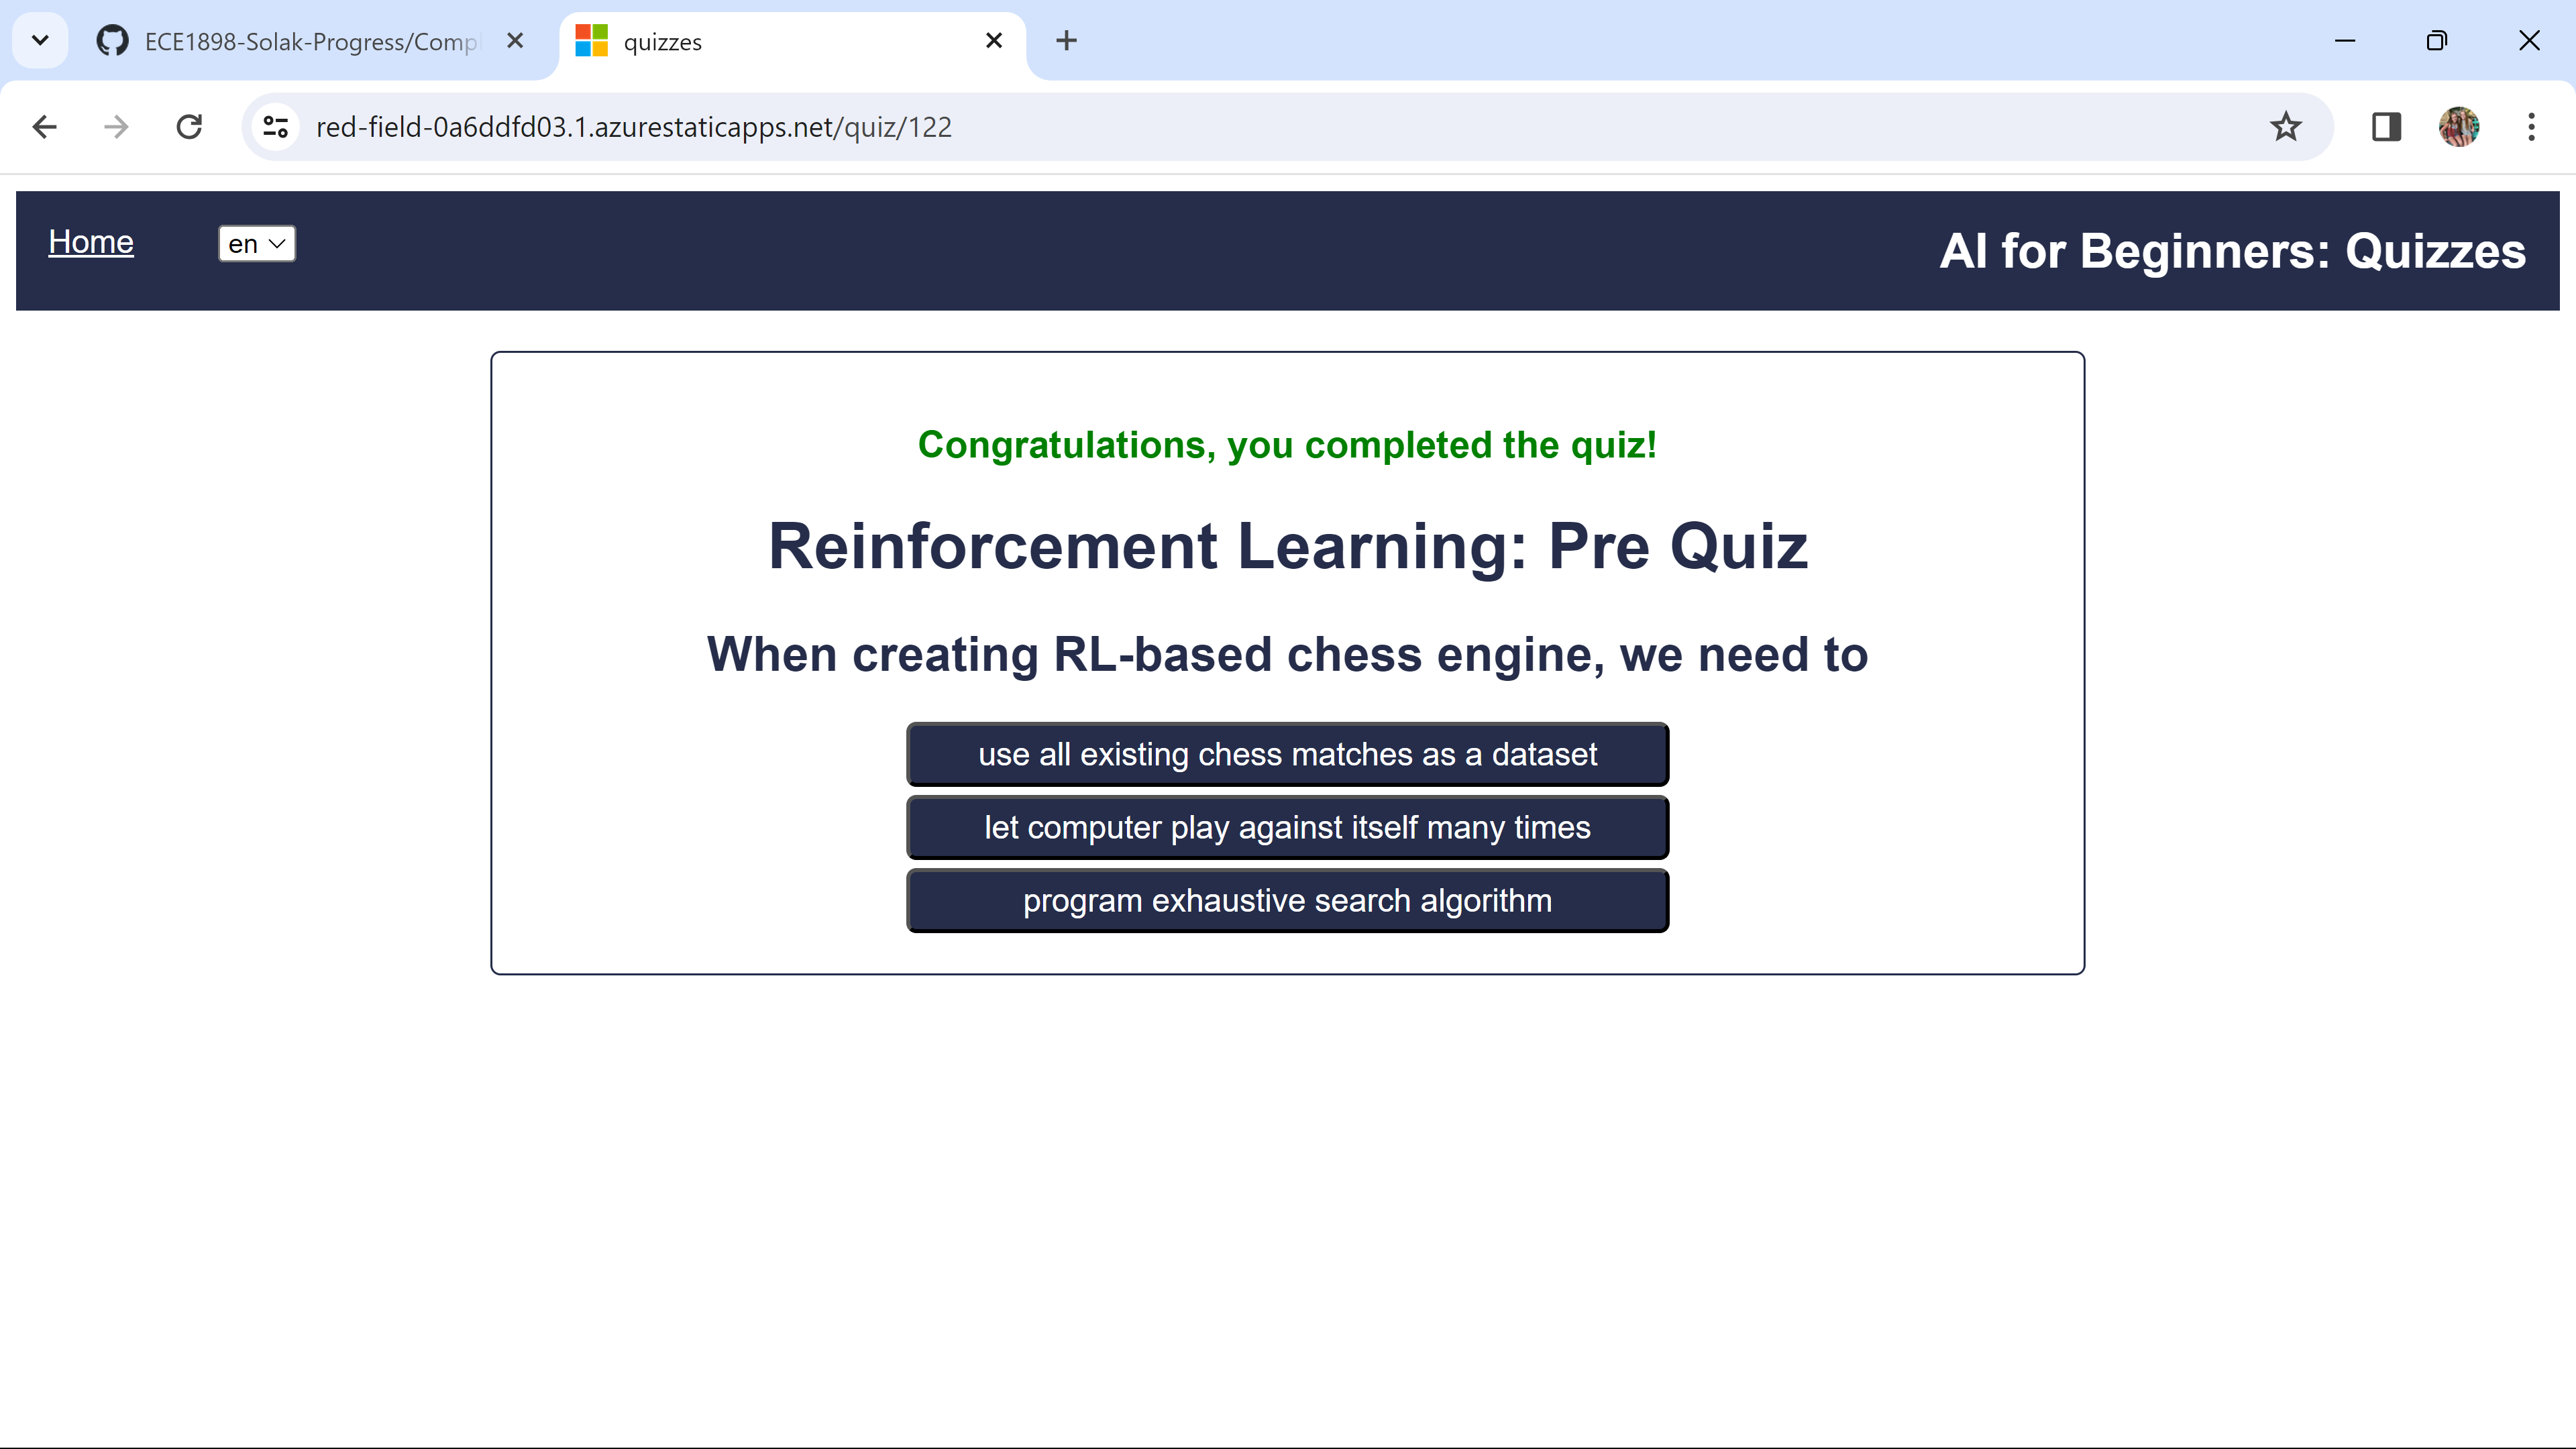 ECE1898-Solak-Progress/Comp
quizzes
red-field-0a6ddfd03.1.azurestaticapps.net/quiz/122
Home
en
AI for Beginners: Quizzes
Congratulations, you completed the quiz!
Reinforcement Learning: Pre Quiz
When creating RL-based chess engine, we need to
use all existing chess matches as a dataset
let computer play against itself many times
program exhaustive search algorithm